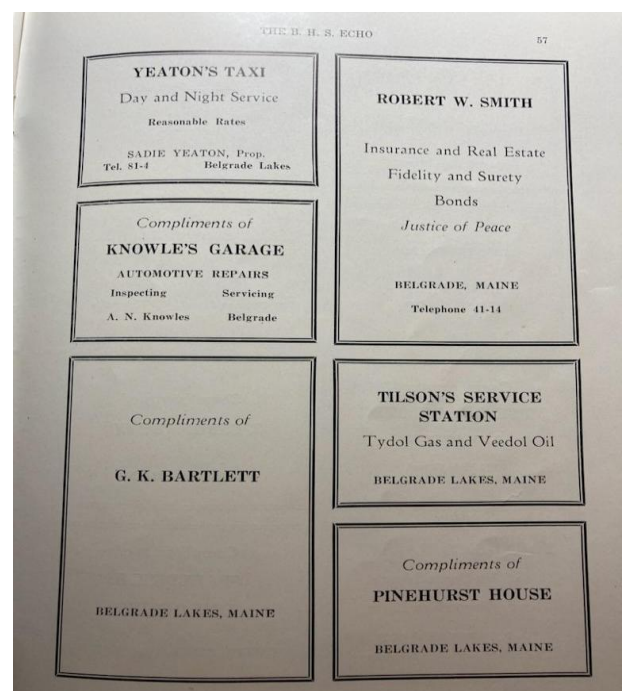 THE B. H. S. ECHO
57
YEATON'S TAXI
Day and Night Service
Reasonable Rates
SADIE YEATON, Prop.
Tel. 81-4 Belgrade Lakes
Compliments of
KNOWLE'S GARAGE
AUTOMOTIVE REPAIRS
Inspecting Servicing
A. N. Knowles Belgrade
Compliments of
G. K. BARTLETT
BELGRADE LAKES, MAINE
ROBERT W. SMITH
Insurance and Real Estate
Fidelity and Surety
Bonds
Justice of Peace
BELGRADE, MAINE
Telephone 41-14
TILSON'S SERVICE
STATION
Tydol Gas and Veedol Oil
BELGRADE LAKES, MAINE
Compliments of
PINEHURST HOUSE
BELGRADE LAKES, MAINE